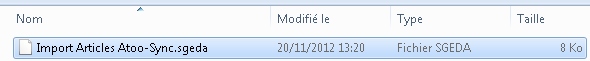 Nom Modifié le Type Taille
Import Articles Atoo-Sync.sgeda 20/11/2012 13:20 Fichier SGEDA 8 Ko